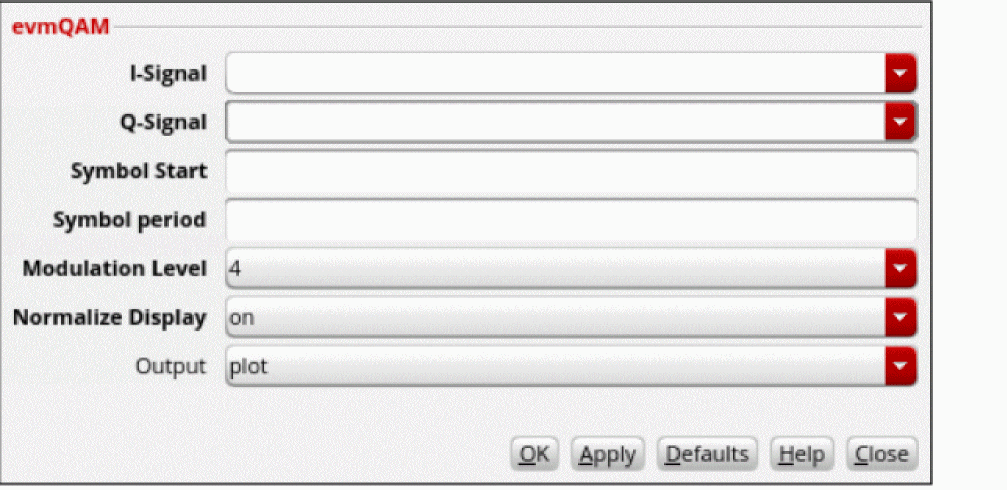 evmQAM
I-Signal
Q-Signal
Symbol Start
Symbol period
Modulation Level 4
Normalize Display on
Output plot
OK Apply Defaults Help Close